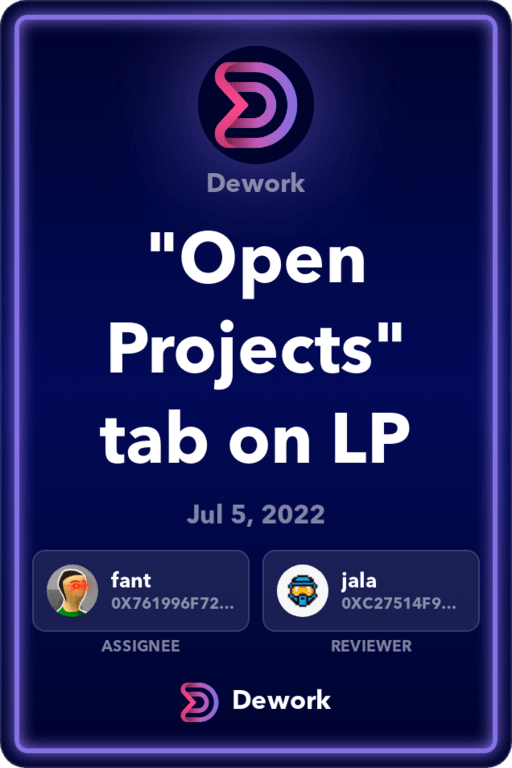 Dework
"Open
Projects"
tab on LP
Jul 5, 2022
fant
0X761996F72...
ASSIGNEE
jala
0XC27514F9...
REVIEWER
Dework